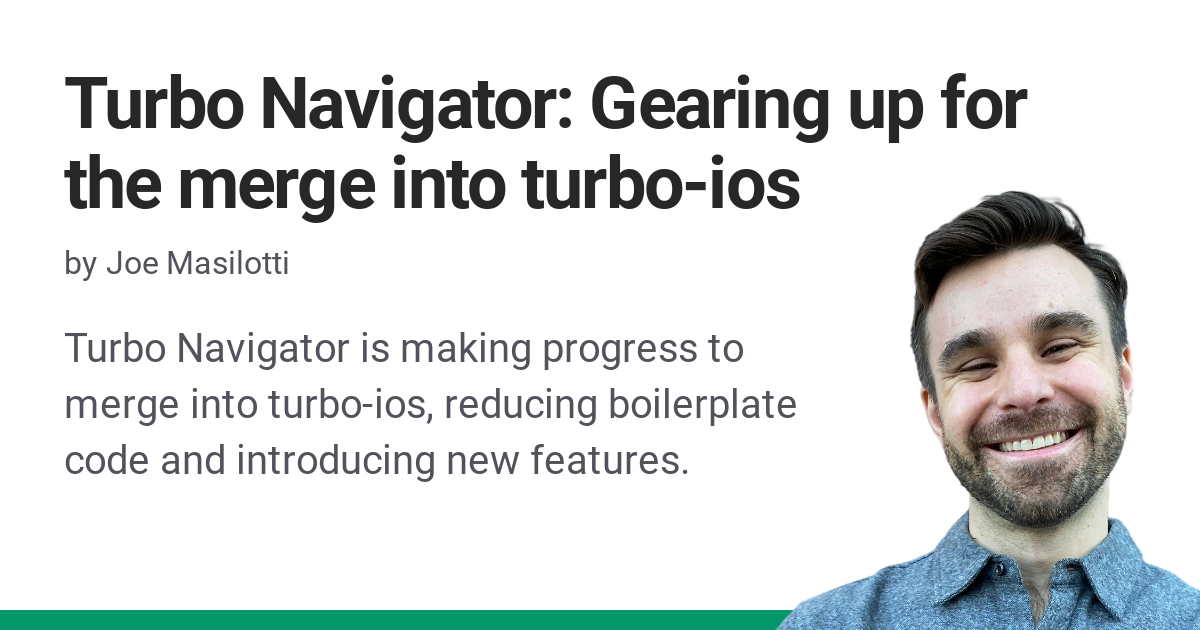 Turbo Navigator: Gearing up for
the merge into turbo-ios
by Joe Masilotti
Turbo Navigator is making progress to
merge into turbo-ios, reducing boilerplate
code and introducing new features.